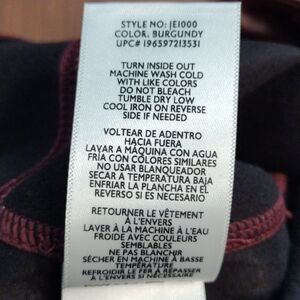 STYLE NO: JEI000
COLOR: BURGUNDY
UPC# 196597213531
TURN INSIDE OUT
MACHINE WASH COLD
WITH LIKE COLORS
DO NOT BLEACH
TUMBLE DRY LOW
COOL IRON ON REVERSE
SIDE IF NEEDED
VOLTEAR DE ADENTRO
HACIA FUERA
LAVAR A MÁQUINA CON AGUA
FRÍA CON COLORES SIMILARES
NO USAR BLANQUEADOR
SECAR A TEMPERATURA BAJA
ENFRIAR LA PLANCHA EN EL
REVERSO SI ES NECESARIO
RETOURNER LE VÊTEMENT
À L'ENVERS
LAVER À LA MACHINE À L'EAU
FROIDE AVEC COULEURS
SEMBLABLES
NE PAS BLANCHIR
SÉCHER EN MACHINE À BASSE
TEMPÉRATURE
REFROIDIR LE FER À REPASSER
À L'ENVERS SI NÉCESSAIRE